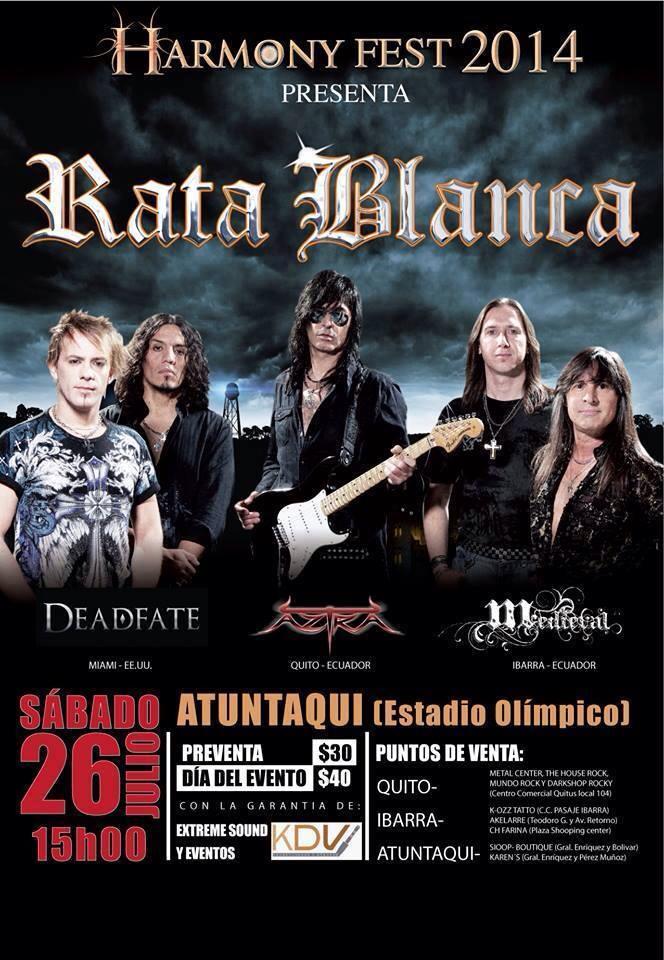 HARMONY FEST 2014
PRESENTA
Rata Blanca
DEADFATE
MIAMI - EE.UU.
AZTRA
QUITO - ECUADOR
Medieval
IBARRA - ECUADOR
SÁBADO
26
JULIO
15h00
ATUNTAQUI (Estadio Olímpico)
PREVENTA $30
DÍA DEL EVENTO $40
CON LA GARANTIA DE:
EXTREME SOUND
Y EVENTOS
KDV
PUNTOS DE VENTA:
QUITO-
METAL CENTER, THE HOUSE ROCK,
MUNDO ROCK Y DARKSHOP ROCKY
(Centro Comercial Quitus local 104)
IBARRA-
K-OZZ TATTO (C.C. PASAJE IBARRA)
AKELARRE (Teodoro G. y Av. Retorno)
CH FARINA (Plaza Shooping center)
ATUNTAQUI-
SIOOP- BOUTIQUE (Gral. Enriquez y Bolivar)
KAREN´S (Gral. Enríquez y Pérez Muñoz)